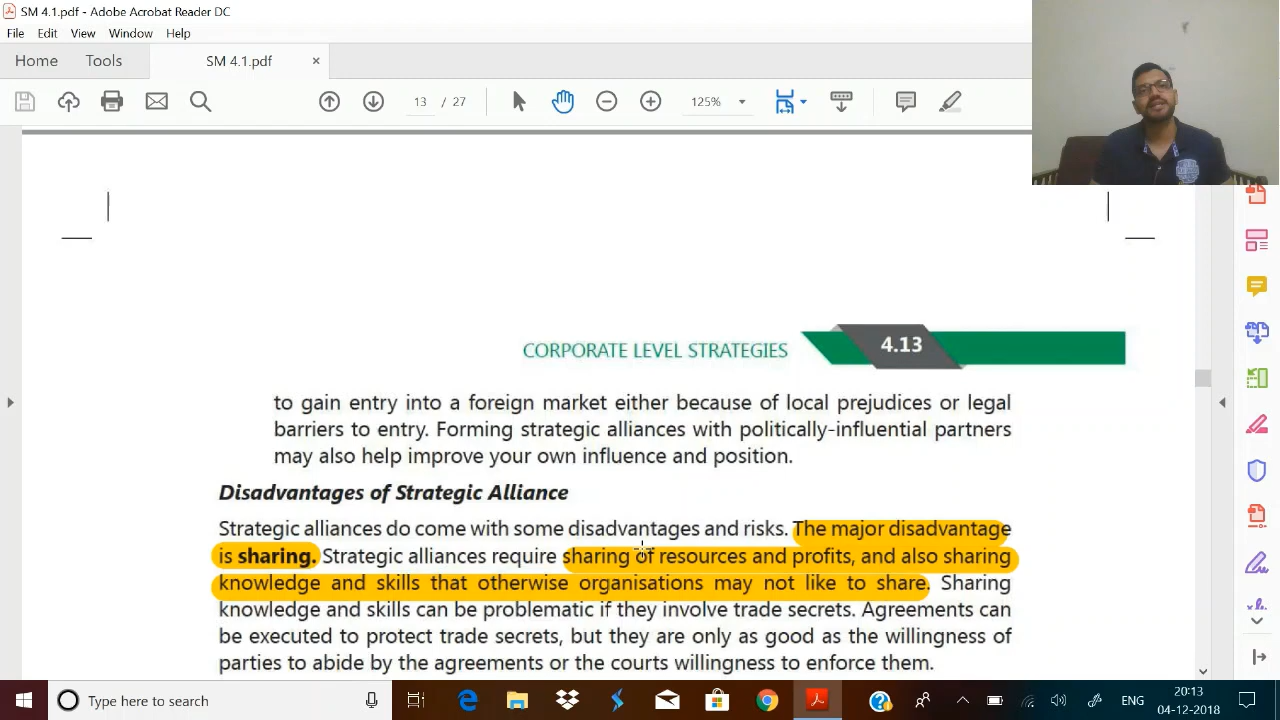 SM 4.1.pdf - Adobe Acrobat Reader DC
File Edit View Window Help
Home Tools SM 4.1.pdf ×
13 / 27 125%
CORPORATE LEVEL STRATEGIES 4.13
to gain entry into a foreign market either because of local prejudices or legal
barriers to entry. Forming strategic alliances with politically-influential partners
may also help improve your own influence and position.
Disadvantages of Strategic Alliance
Strategic alliances do come with some disadvantages and risks. The major disadvantage
is sharing. Strategic alliances require sharing of resources and profits, and also sharing
knowledge and skills that otherwise organisations may not like to share. Sharing
knowledge and skills can be problematic if they involve trade secrets. Agreements can
be executed to protect trade secrets, but they are only as good as the willingness of
parties to abide by the agreements or the courts willingness to enforce them.
Type here to search
ENG
20:13
04-12-2018